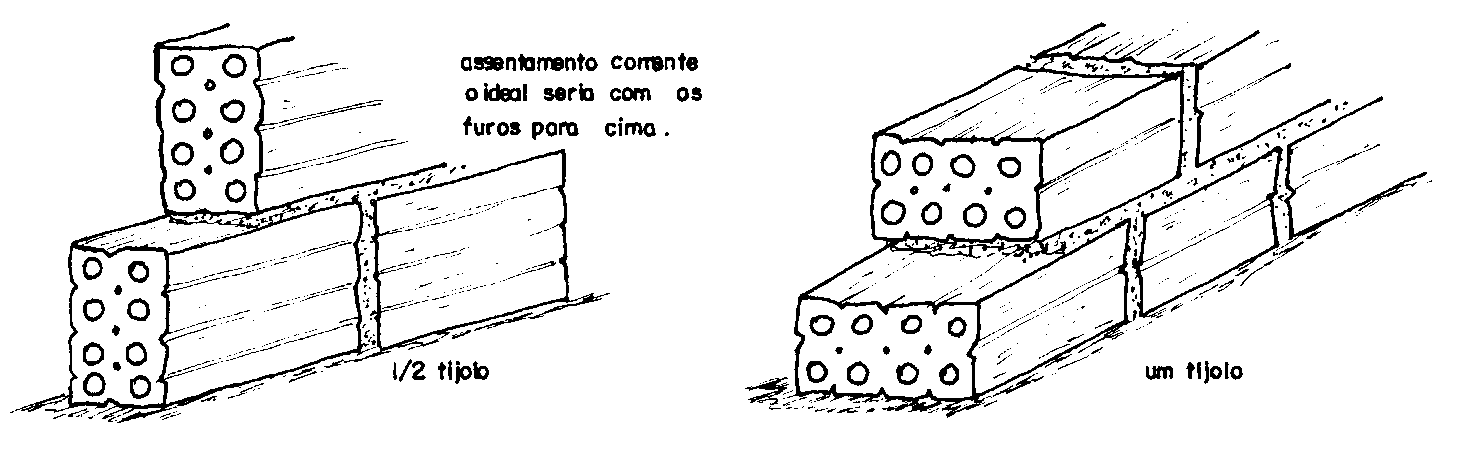 assentamento corrente
o ideal seria com os
furos para cima.
1/2 tijolo
um tijolo